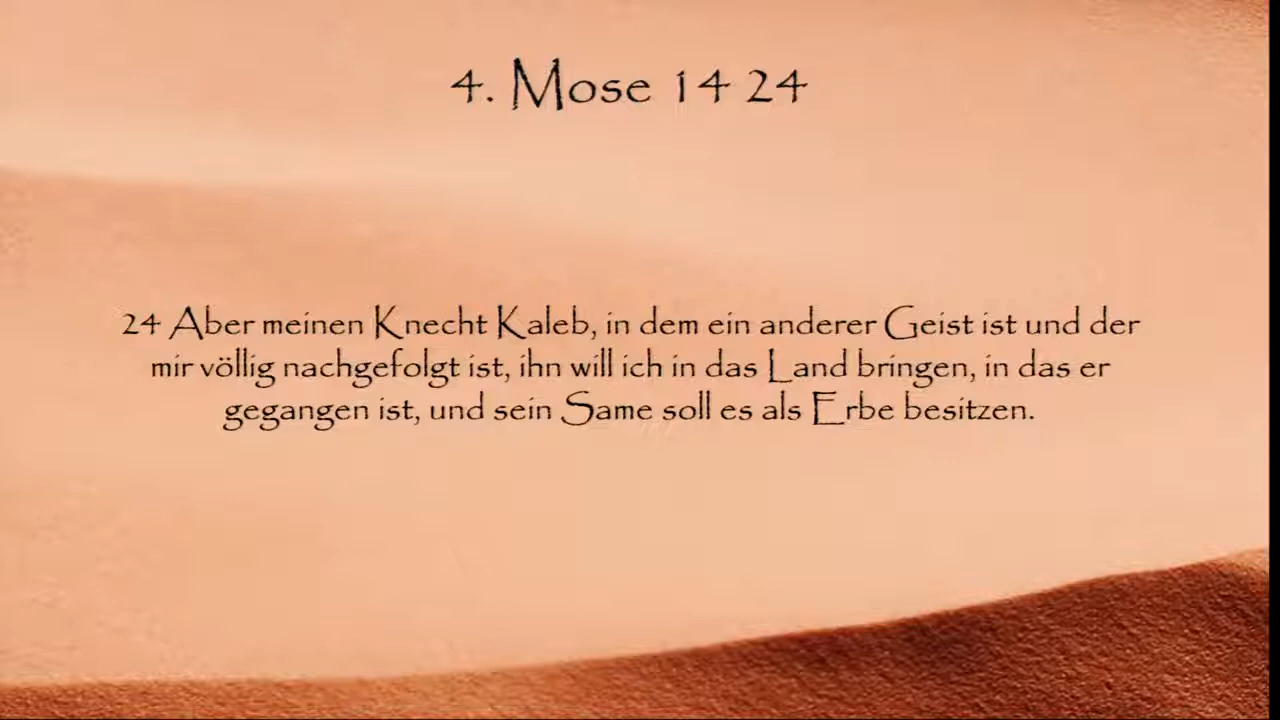 4. Mose 14 24
24 Aber meinen Knecht Kaleb, in dem ein anderer Geist ist und der
mir völlig nachgefolgt ist, ihn will ich in das Land bringen, in das er
gegangen ist, und sein Same soll es als Erbe besitzen.